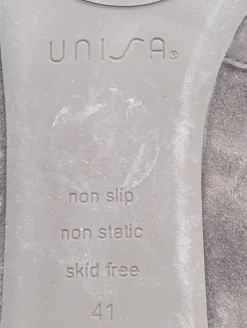 UNISA®
non slip
non static
skid free
41